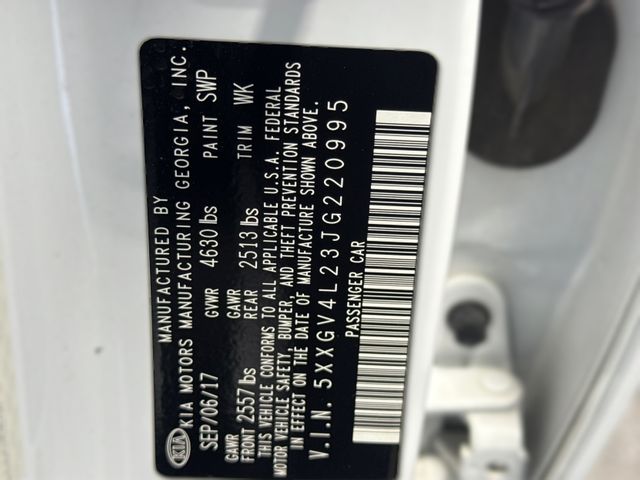 MANUFACTURED BY
KIA KIA MOTORS MANUFACTURING GEORGIA, INC.
SEP/06/17 GVWR 4630 lbs PAINT SWP
GAWR FRONT 2557 lbs GAWR REAR 2513 lbs TRIM WK
THIS VEHICLE CONFORMS TO ALL APPLICABLE U.S.A. FEDERAL
MOTOR VEHICLE SAFETY, BUMPER, AND THEFT PREVENTION STANDARDS
IN EFFECT ON THE DATE OF MANUFACTURE SHOWN ABOVE.
V.I.N. 5XXGV4L23JG220995
PASSENGER CAR